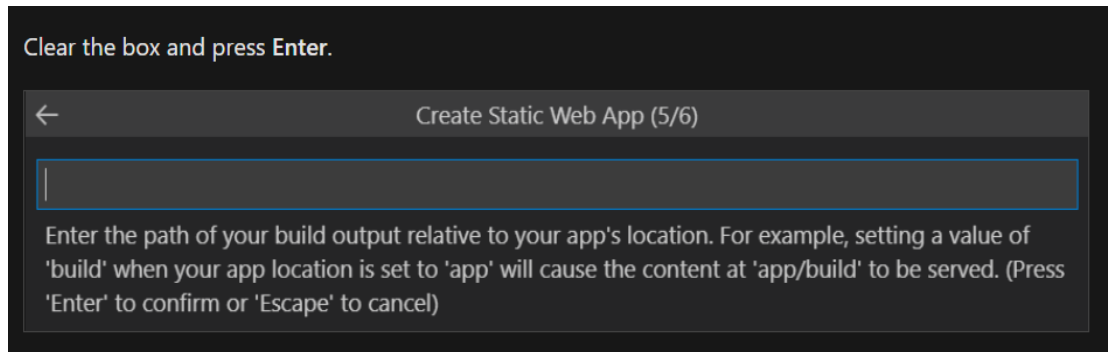 Clear the box and press Enter.
Create Static Web App (5/6)
Enter the path of your build output relative to your app's location. For example, setting a value of
'build' when your app location is set to 'app' will cause the content at 'app/build' to be served. (Press
'Enter' to confirm or 'Escape' to cancel)